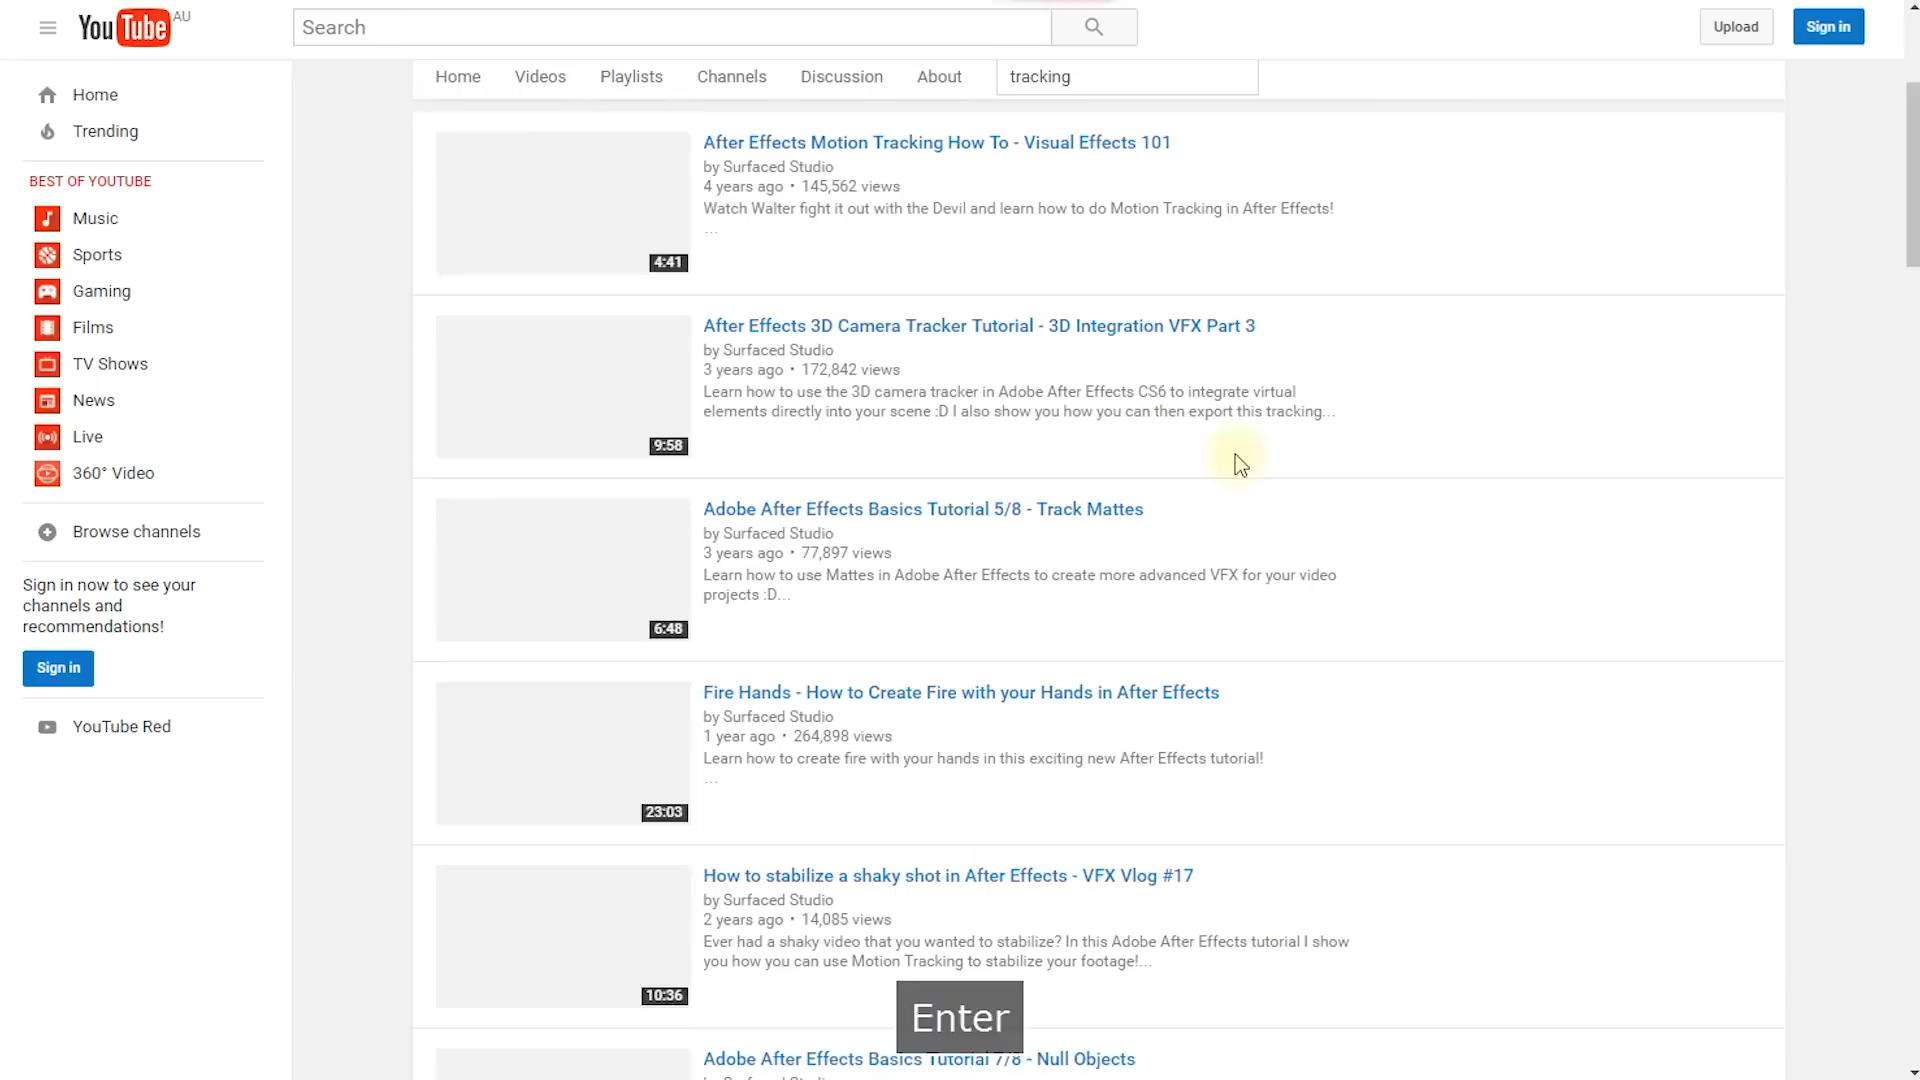 YouTube AU
Search
Upload
Sign in
Home
Trending
BEST OF YOUTUBE
Music
Sports
Gaming
Films
TV Shows
News
Live
360° Video
Browse channels
Sign in now to see your
channels and
recommendations!
Sign in
YouTube Red
Home Videos Playlists Channels Discussion About tracking
After Effects Motion Tracking How To - Visual Effects 101
by Surfaced Studio
4 years ago • 145,562 views
Watch Walter fight it out with the Devil and learn how to do Motion Tracking in After Effects!
...
4:41
After Effects 3D Camera Tracker Tutorial - 3D Integration VFX Part 3
by Surfaced Studio
3 years ago • 172,842 views
Learn how to use the 3D camera tracker in Adobe After Effects CS6 to integrate virtual
elements directly into your scene :D I also show you how you can then export this tracking...
9:58
Adobe After Effects Basics Tutorial 5/8 - Track Mattes
by Surfaced Studio
3 years ago • 77,897 views
Learn how to use Mattes in Adobe After Effects to create more advanced VFX for your video
projects :D...
6:48
Fire Hands - How to Create Fire with your Hands in After Effects
by Surfaced Studio
1 year ago • 264,898 views
Learn how to create fire with your hands in this exciting new After Effects tutorial!
...
23:03
How to stabilize a shaky shot in After Effects - VFX Vlog #17
by Surfaced Studio
2 years ago • 14,085 views
Ever had a shaky video that you wanted to stabilize? In this Adobe After Effects tutorial I show
you how you can use Motion Tracking to stabilize your footage!...
10:36
Enter
Adobe After Effects Basics Tutorial 7/8 - Null Objects